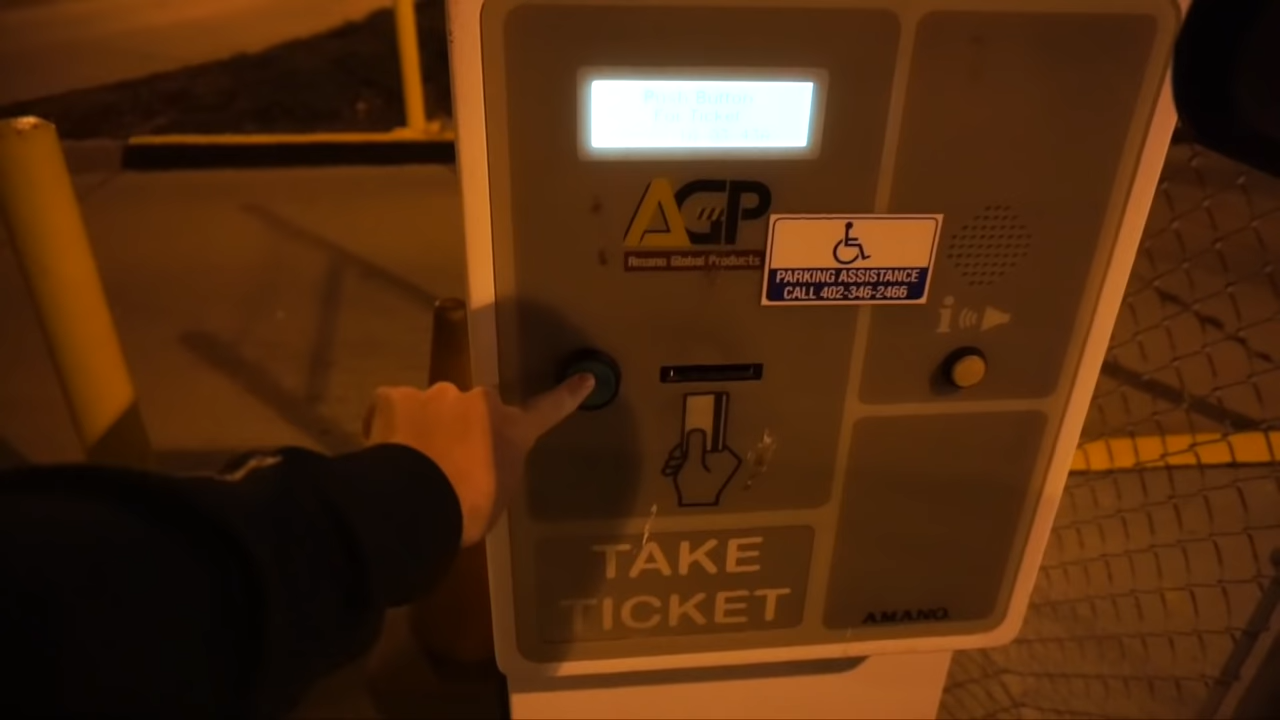 Push Button
For Ticket
AGP
Amano Global Products
PARKING ASSISTANCE
CALL 402-346-2466
i
TAKE
TICKET
AMANO